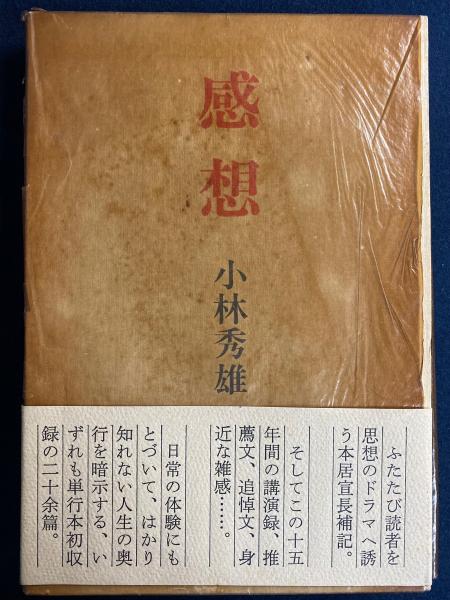 感想
小林秀雄
ふたたび読者を
思想のドラマへ誘
う本居宣長補記。
そしてこの十五
年間の講演録、推
薦文、追悼文、身
近な雑感……。
日常の体験にも
とづいて、はかり
知れない人生の奥
行を暗示する、い
ずれも単行本初収
録の二十余篇。